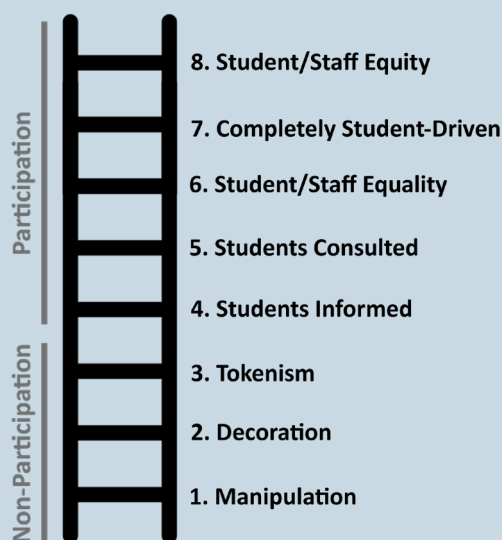 Participation
8. Student/Staff Equity
7. Completely Student-Driven
6. Student/Staff Equality
5. Students Consulted
4. Students Informed
Non-Participation
3. Tokenism
2. Decoration
1. Manipulation